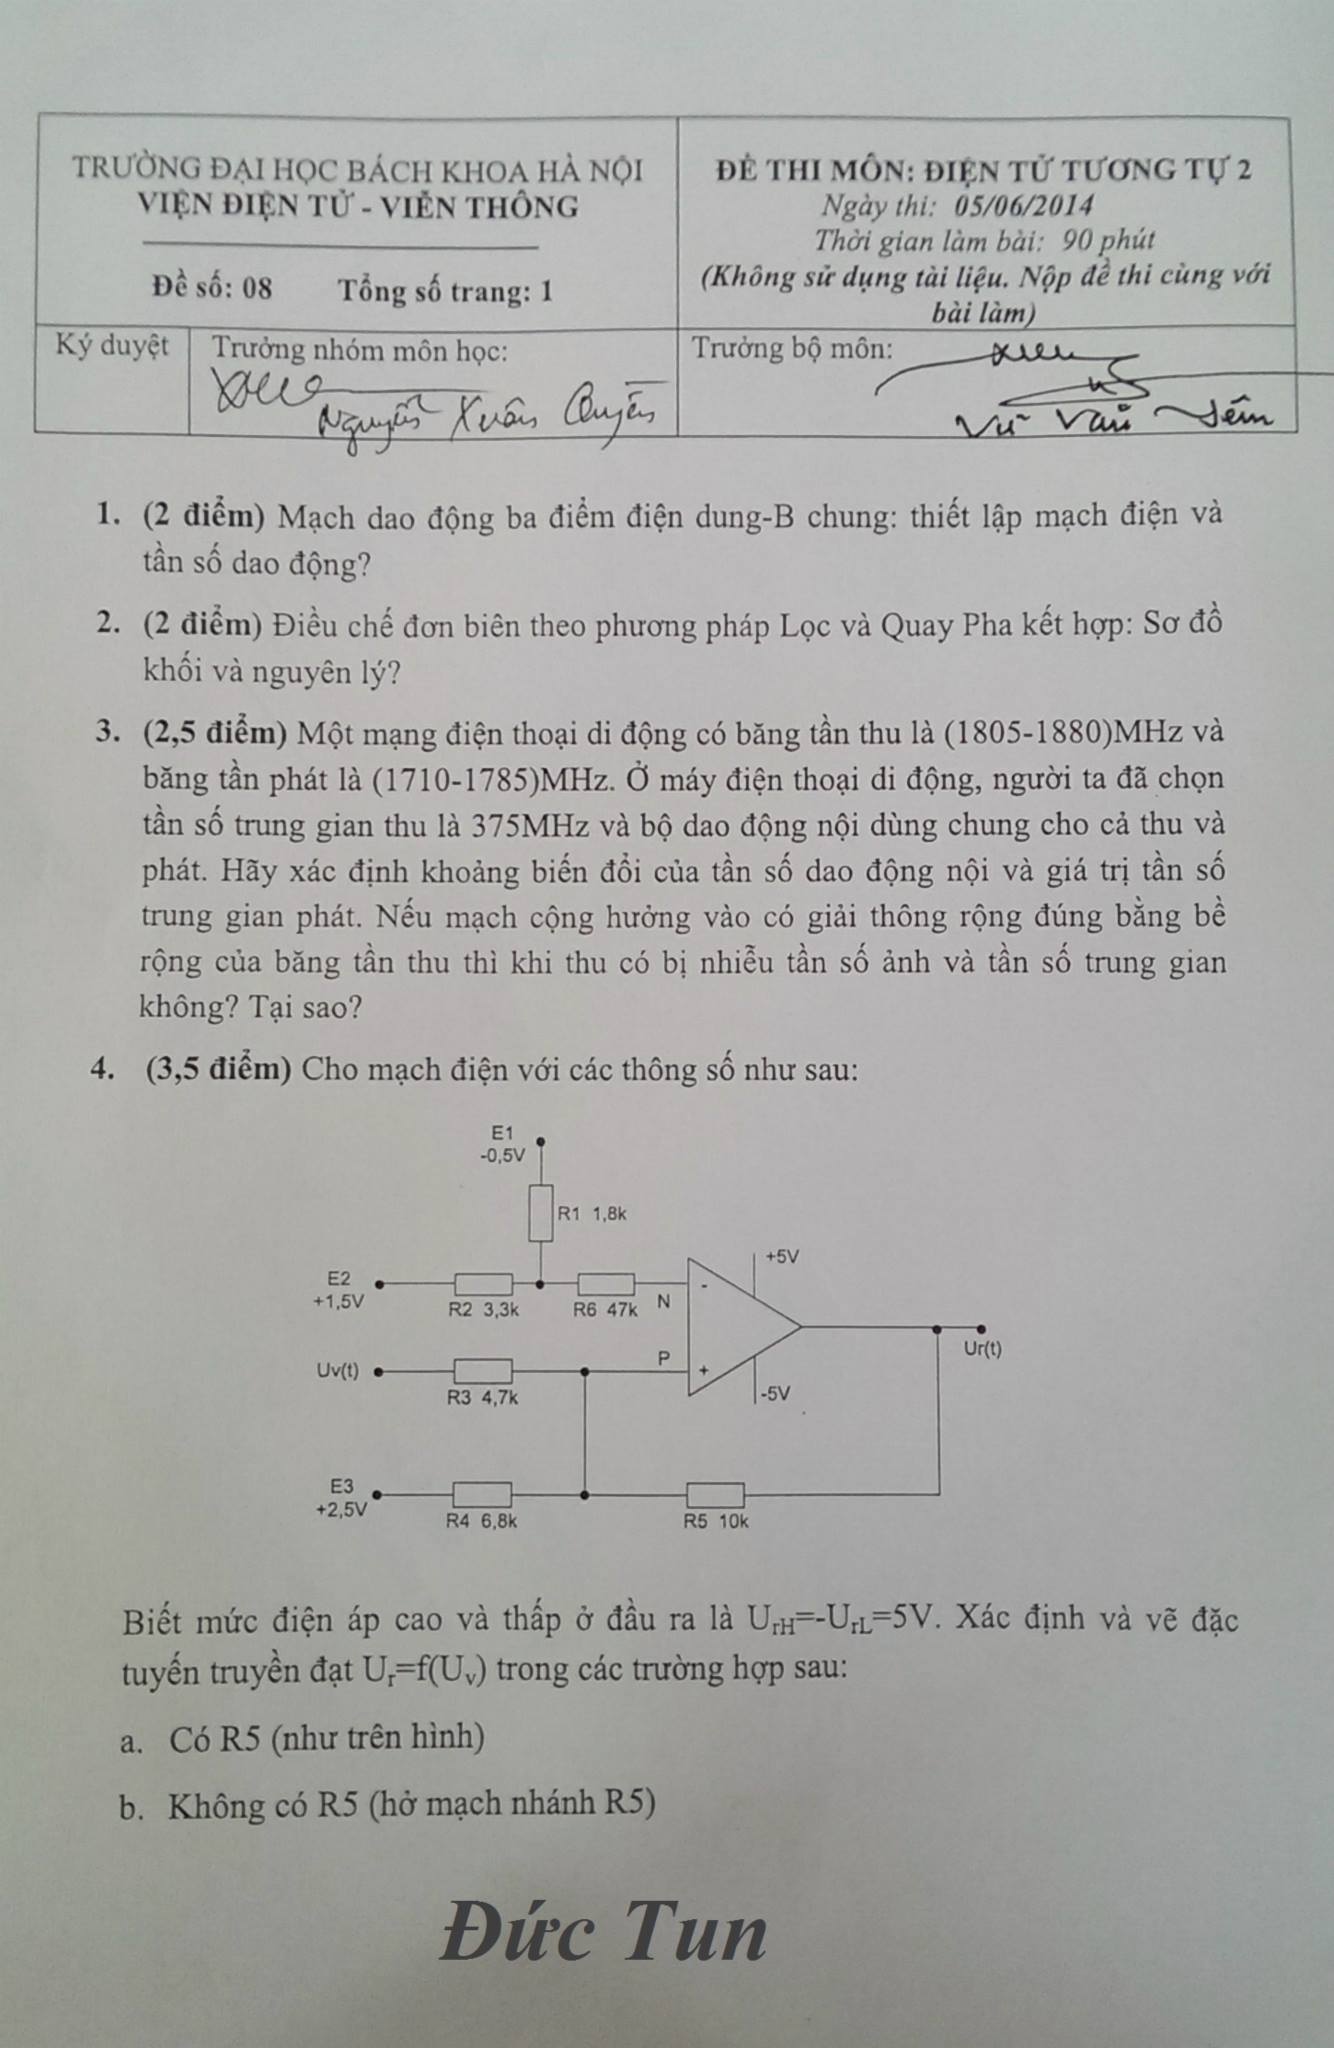 TRƯỜNG ĐẠI HỌC BÁCH KHOA HÀ NỘI
VIỆN ĐIỆN TỬ - VIỄN THÔNG
Đề số: 08 Tổng số trang: 1
ĐỀ THI MÔN: ĐIỆN TỬ TƯƠNG TỰ 2
Ngày thi: 05/06/2014
Thời gian làm bài: 90 phút
(Không sử dụng tài liệu. Nộp đề thi cùng với
bài làm)
Ký duyệt
Trưởng nhóm môn học:
Nguyễn Xuân Quyền
Trưởng bộ môn:
Vũ Văn Yêm
1. (2 điểm) Mạch dao động ba điểm điện dung-B chung: thiết lập mạch điện và
tần số dao động?
2. (2 điểm) Điều chế đơn biên theo phương pháp Lọc và Quay Pha kết hợp: Sơ đồ
khối và nguyên lý?
3. (2,5 điểm) Một mạng điện thoại di động có băng tần thu là (1805-1880)MHz và
băng tần phát là (1710-1785)MHz. Ở máy điện thoại di động, người ta đã chọn
tần số trung gian thu là 375MHz và bộ dao động nội dùng chung cho cả thu và
phát. Hãy xác định khoảng biến đổi của tần số dao động nội và giá trị tần số
trung gian phát. Nếu mạch cộng hưởng vào có giải thông rộng đúng bằng bề
rộng của băng tần thu thì khi thu có bị nhiễu tần số ảnh và tần số trung gian
không? Tại sao?
4. (3,5 điểm) Cho mạch điện với các thông số như sau:
E1
-0,5V
R1 1,8k
+5V
E2
+1,5V
R2 3,3k
R6 47k
N
-
Ur(t)
Uv(t)
P
+
R3 4,7k
-5V
E3
+2,5V
R4 6,8k
R5 10k
Biết mức điện áp cao và thấp ở đầu ra là UrH=-UrL=5V. Xác định và vẽ đặc
tuyến truyền đạt Ur=f(Uv) trong các trường hợp sau:
a. Có R5 (như trên hình)
b. Không có R5 (hở mạch nhánh R5)
Đức Tun